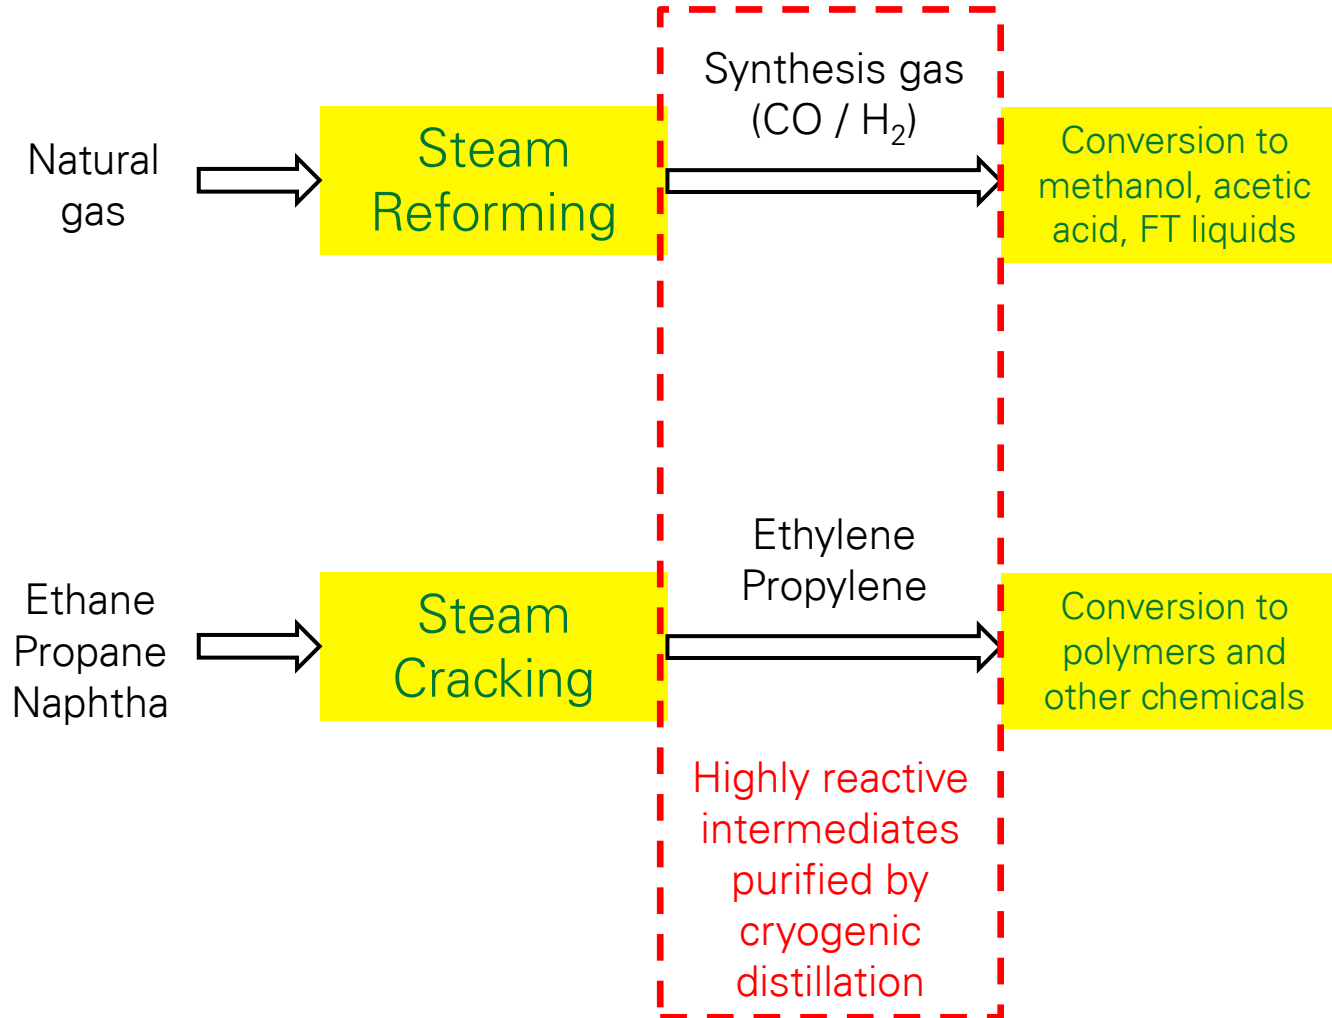 Natural
gas
Steam
Reforming
Synthesis gas
(CO / H₂)
Conversion to
methanol, acetic
acid, FT liquids
Ethane
Propane
Naphtha
Steam
Cracking
Ethylene
Propylene
Conversion to
polymers and
other chemicals
Highly reactive
intermediates
purified by
cryogenic
distillation